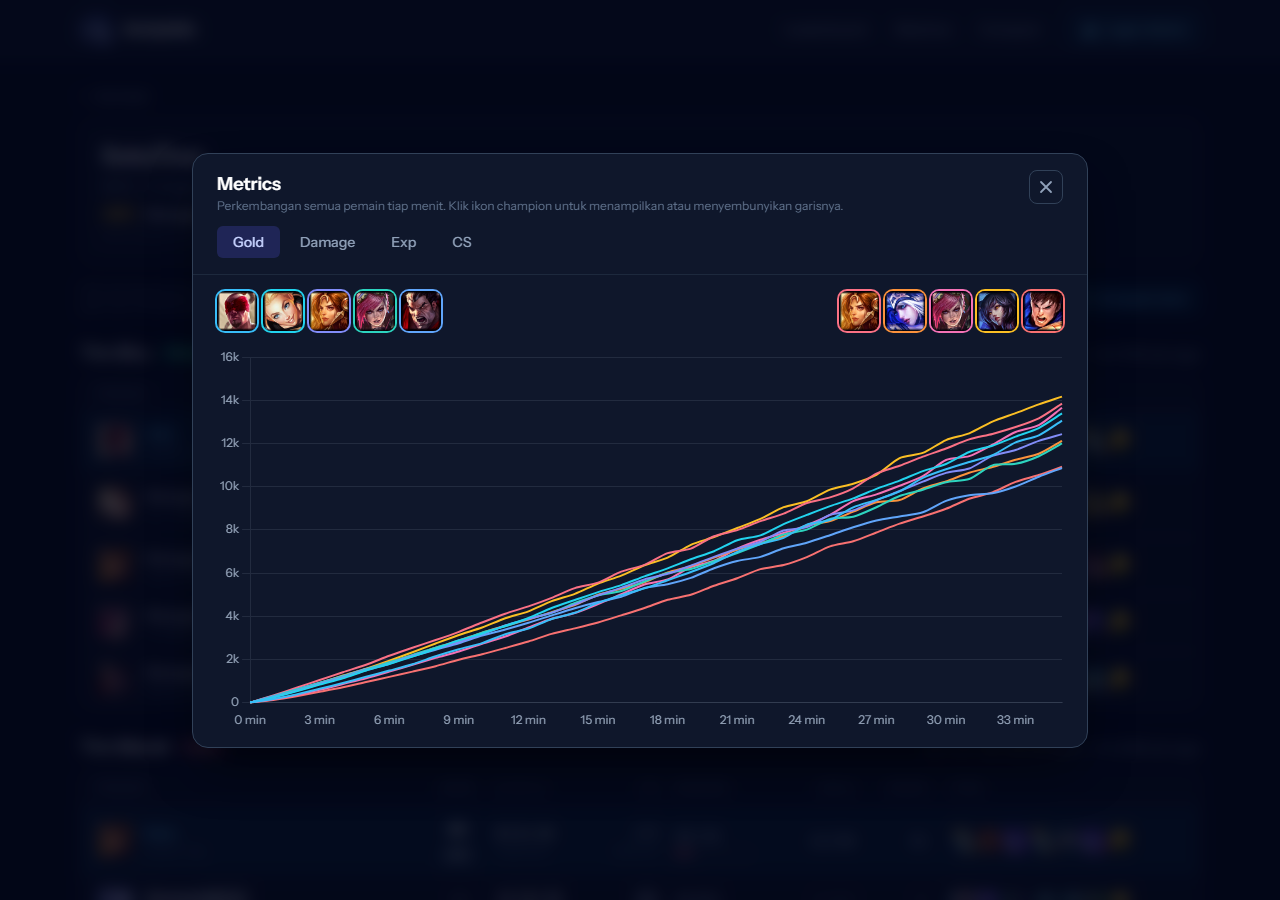 Metrics
Perkembangan semua pemain tiap menit. Klik ikon champion untuk menampilkan atau menyembunyikan garisnya.
Gold Damage Exp CS
16k
14k
12k
10k
8k
6k
4k
2k
0
0 min 3 min 6 min 9 min 12 min 15 min 18 min 21 min 24 min 27 min 30 min 33 min